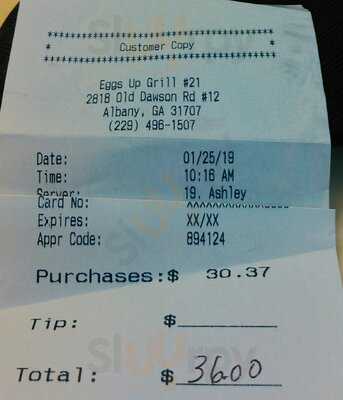 ****************************************
* Customer Copy *
****************************************
Eggs Up Grill #21
2818 Old Dawson Rd #12
Albany, GA 31707
(229) 496-1507
Date: 01/25/19
Time: 10:16 AM
Server: 19. Ashley
Card No:
Expires: XX/XX
Appr Code: 894124
Purchases:$ 30.37
Tip: $
Total: $ 3600